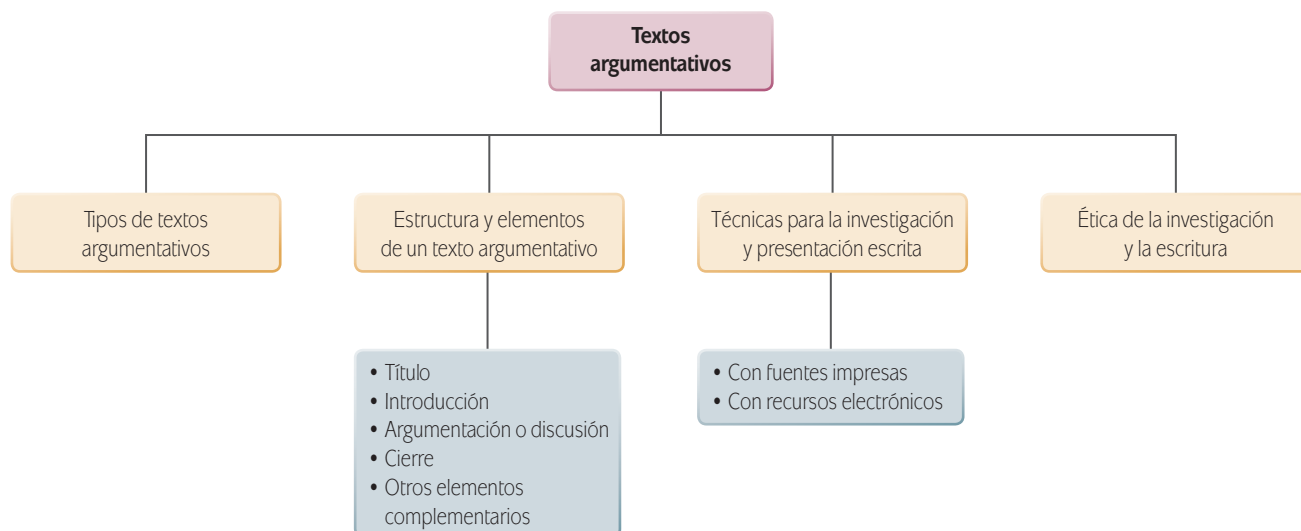 Textos
argumentativos
Tipos de textos
argumentativos
Estructura y elementos
de un texto argumentativo
Técnicas para la investigación
y presentación escrita
Ética de la investigación
y la escritura
• Título
• Introducción
• Argumentación o discusión
• Cierre
• Otros elementos
complementarios
• Con fuentes impresas
• Con recursos electrónicos